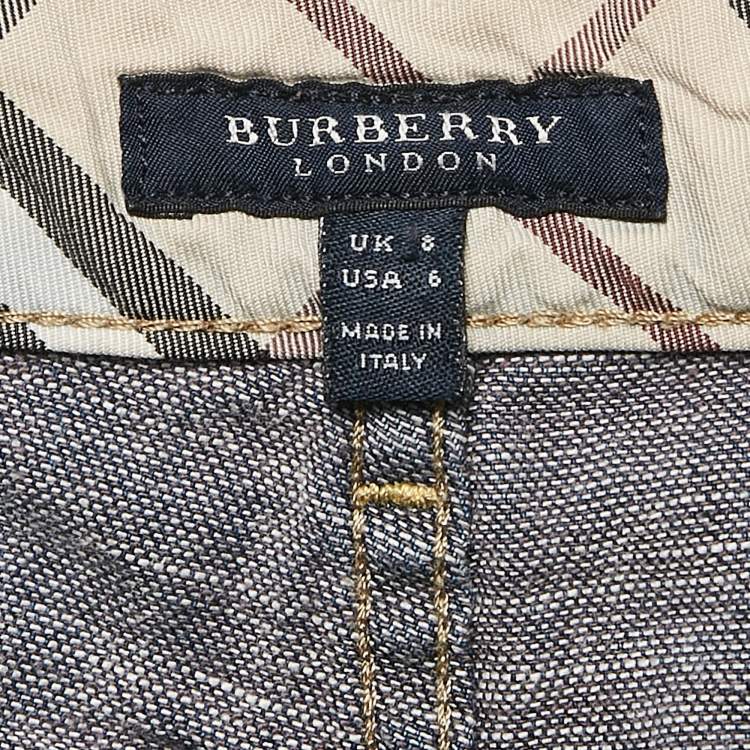 BURBERRY
LONDON
UK 8
USA 6
MADE IN
ITALY